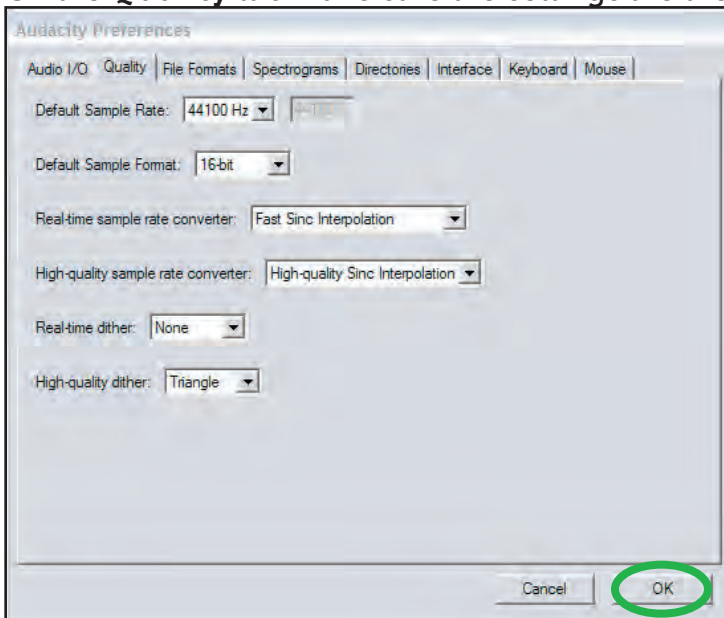 Audacity Preferences
Audio I/O Quality File Formats Spectrograms Directories Interface Keyboard Mouse
Default Sample Rate: 44100 Hz
Default Sample Format: 16-bit
Real-time sample rate converter: Fast Sinc Interpolation
High-quality sample rate converter: High-quality Sinc Interpolation
Real-time dither: None
High-quality dither: Triangle
Cancel OK